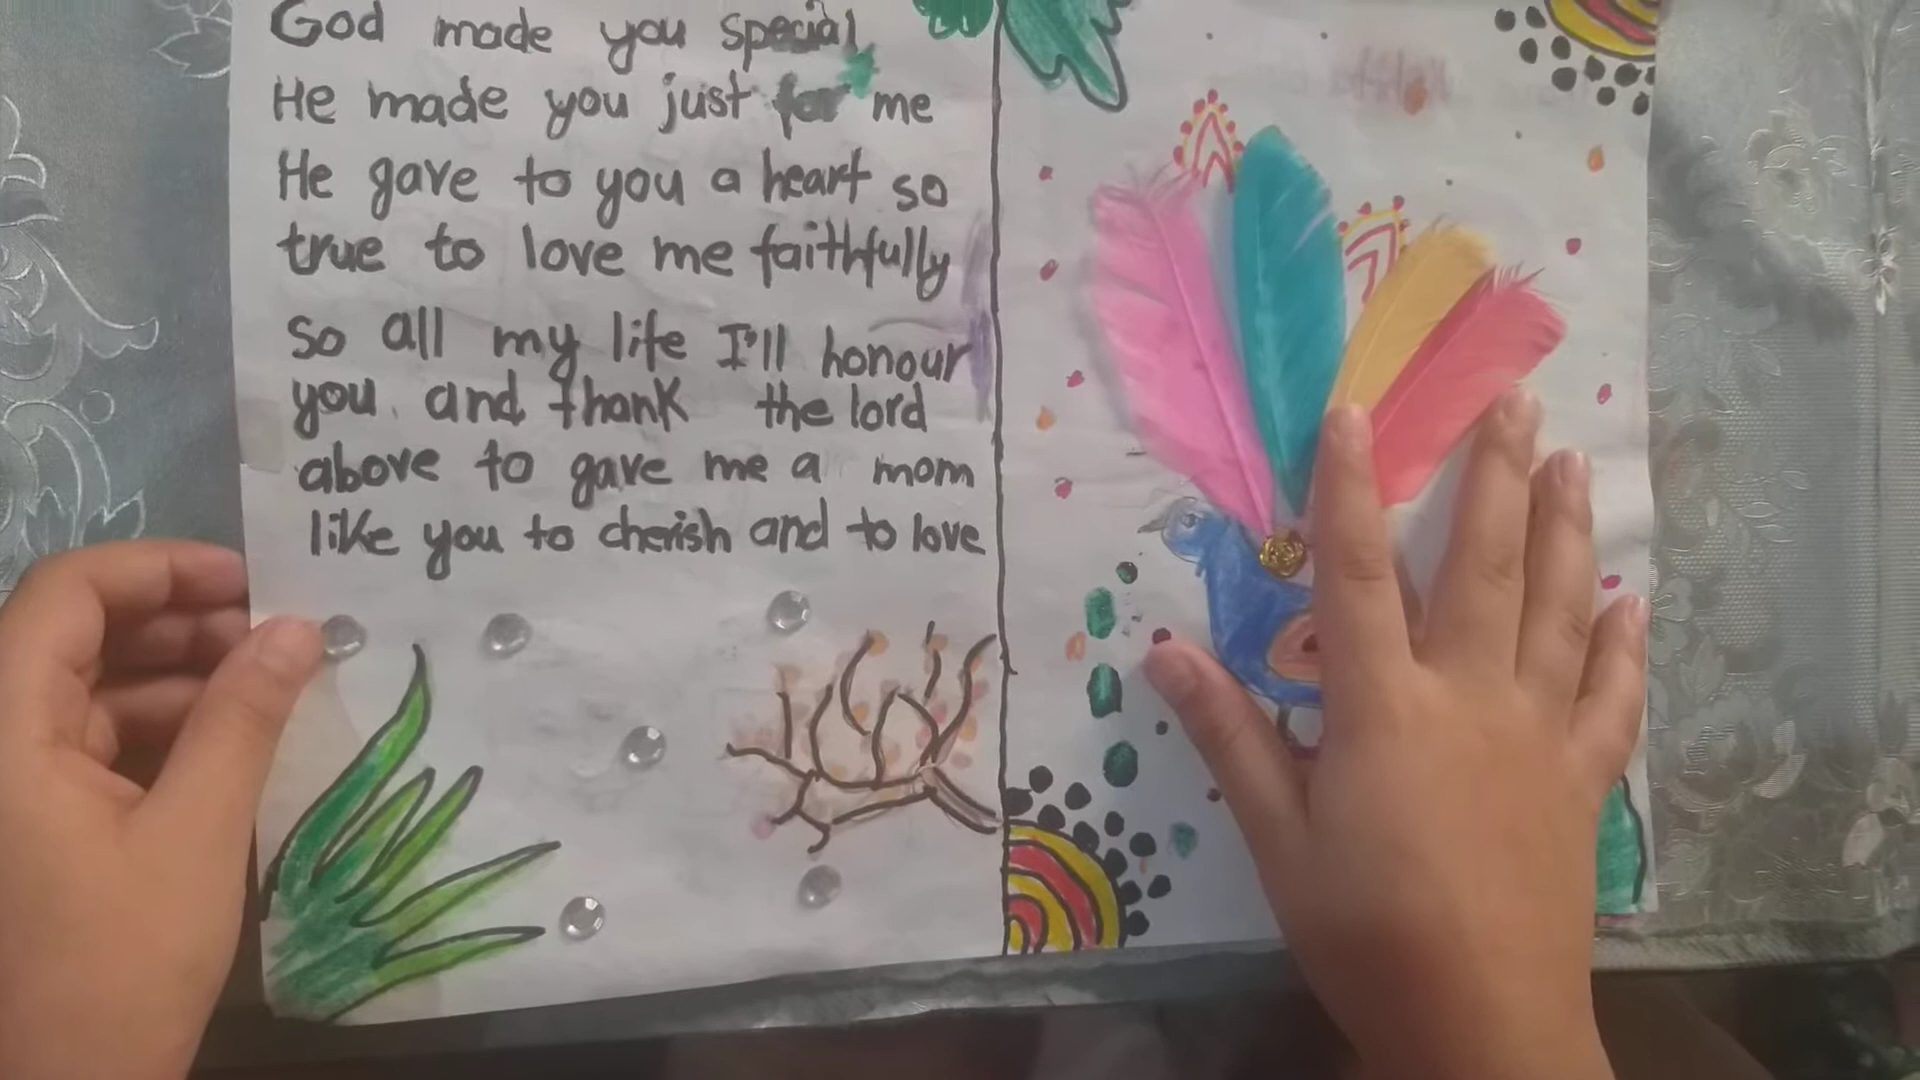 God made you special
He made you just for me
He gave to you a heart so
true to love me faithfully
so all my life I'll honour
you and thank the lord
above to gave me a mom
like you to cherish and to love